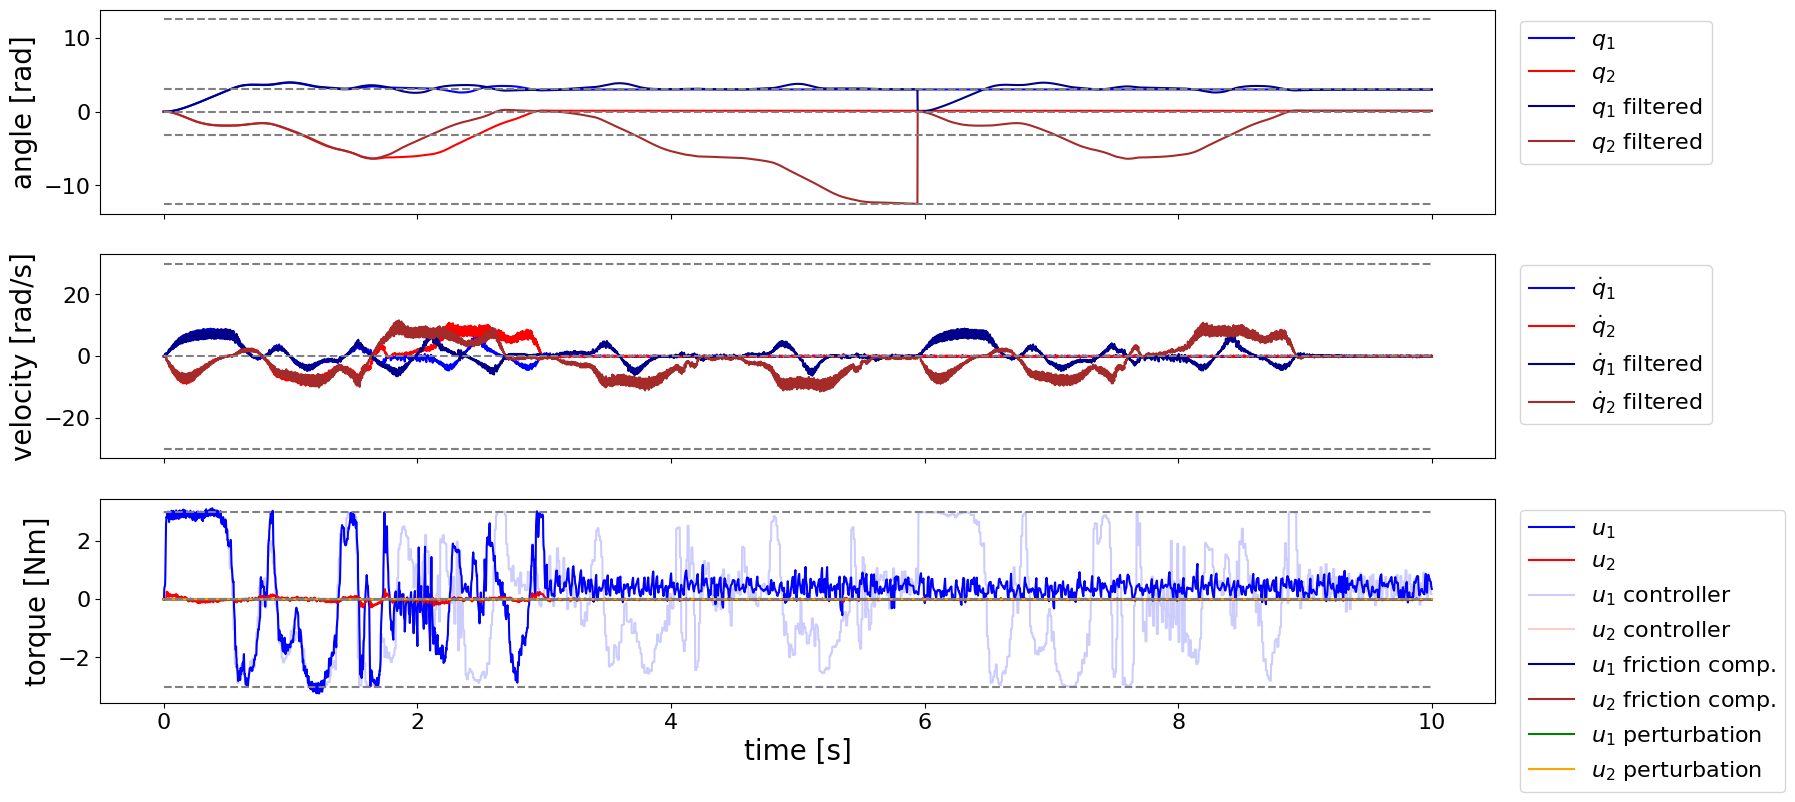 angle [rad]
10
0
−10
q₁
q₂
q₁ filtered
q₂ filtered
velocity [rad/s]
20
0
−20
q̇₁
q̇₂
q̇₁ filtered
q̇₂ filtered
torque [Nm]
2
0
−2
0 2 4 6 8 10
time [s]
u₁
u₂
u₁ controller
u₂ controller
u₁ friction comp.
u₂ friction comp.
u₁ perturbation
u₂ perturbation